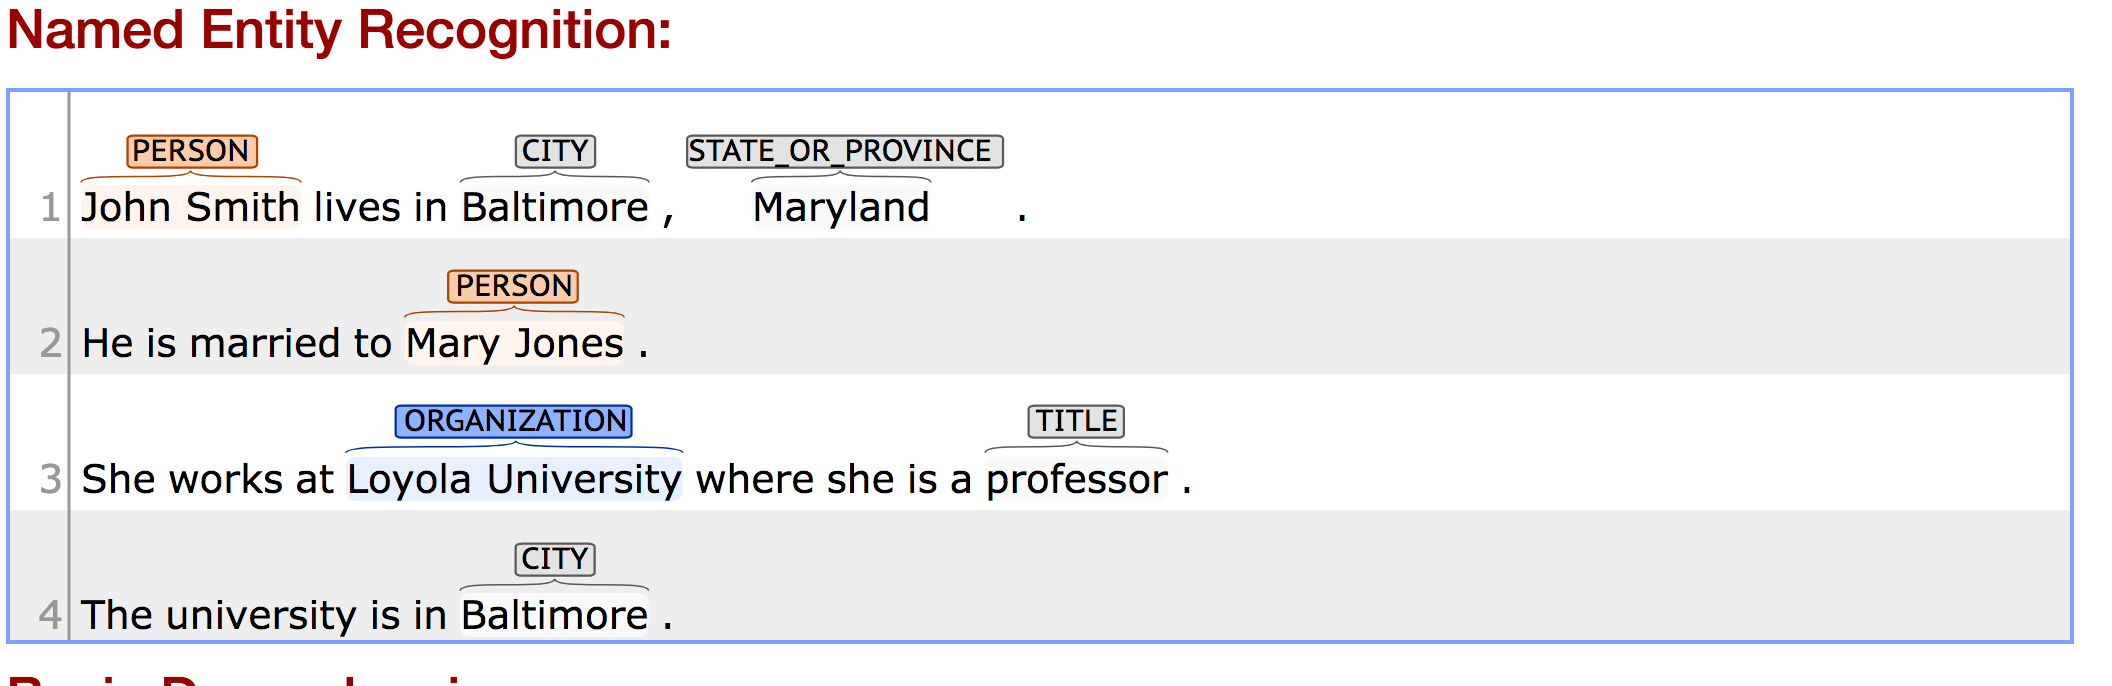 Named Entity Recognition:
PERSON CITY STATE_OR_PROVINCE
1 John Smith lives in Baltimore , Maryland .
PERSON
2 He is married to Mary Jones .
ORGANIZATION TITLE
3 She works at Loyola University where she is a professor .
CITY
4 The university is in Baltimore .